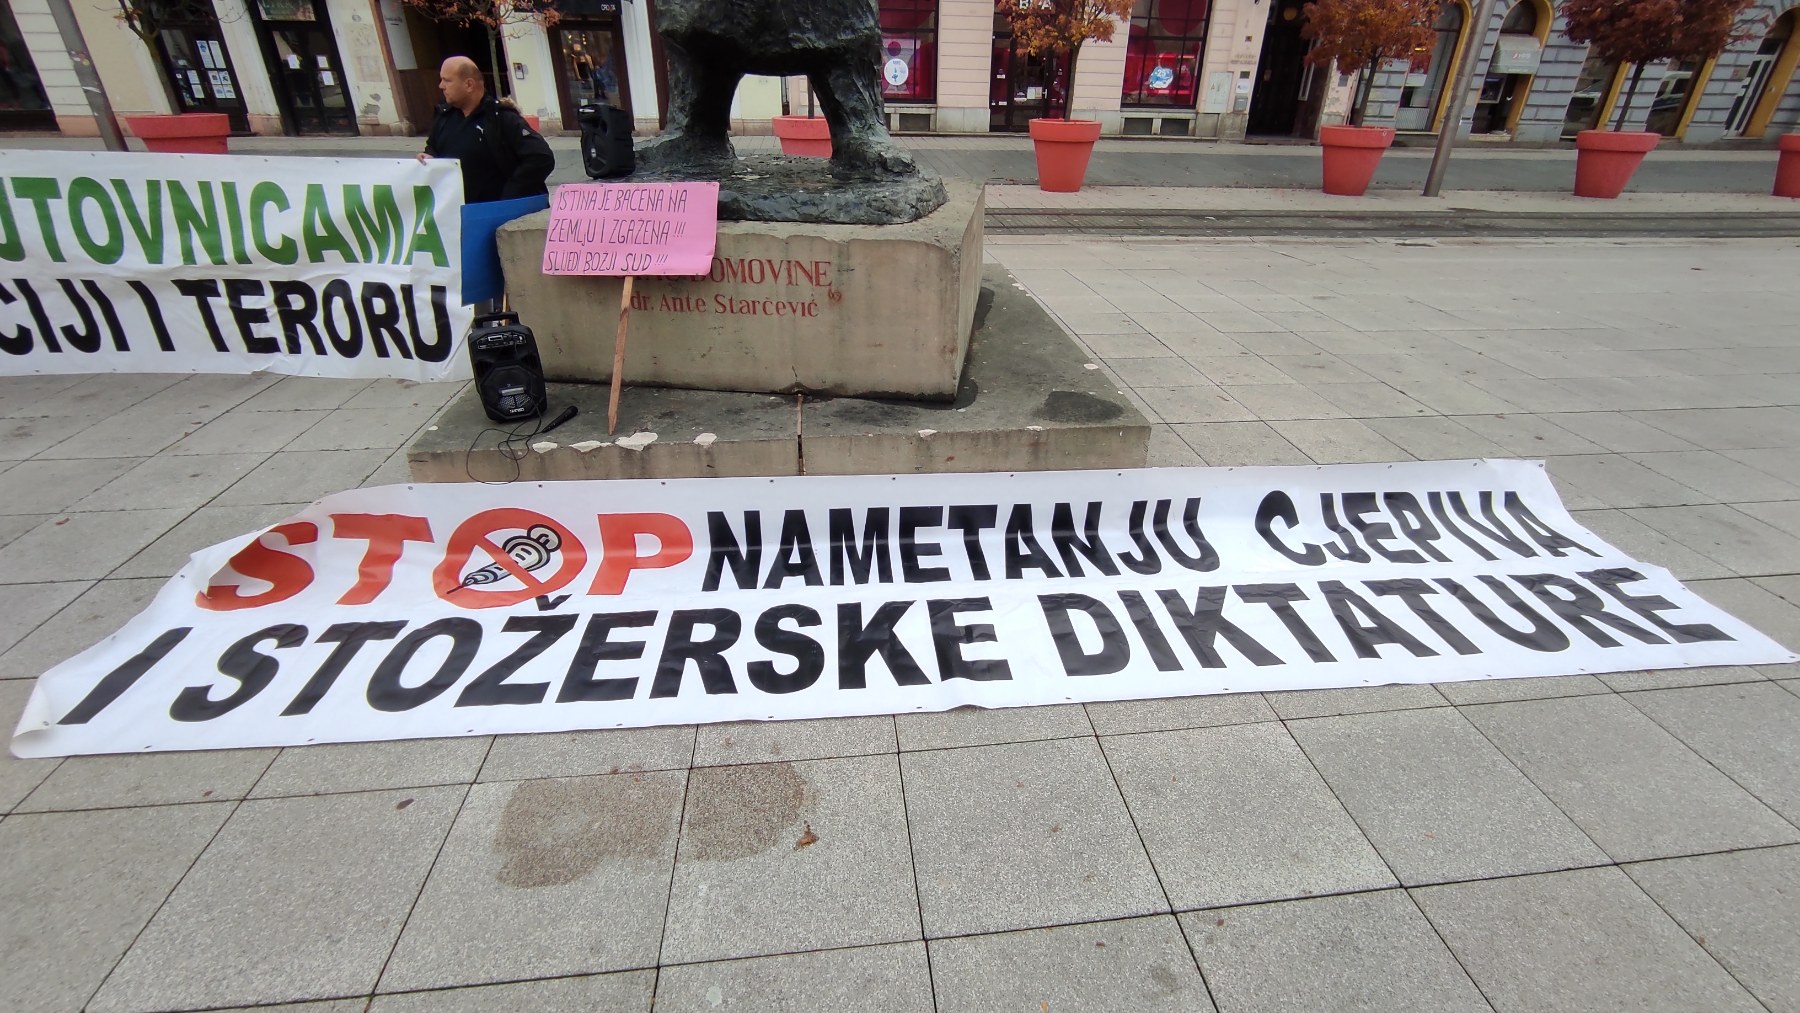 UTOVNICAMA
CIJI I TERORU
ISTINA JE BAČENA NA
ZEMLJU I ZGAŽENA !!!
SLIJEDI BOŽJI SUD !!!
DOMOVINE
dr. Ante Starčević
STOP NAMETANJU CJEPIVA
I STOŽERSKE DIKTATURE